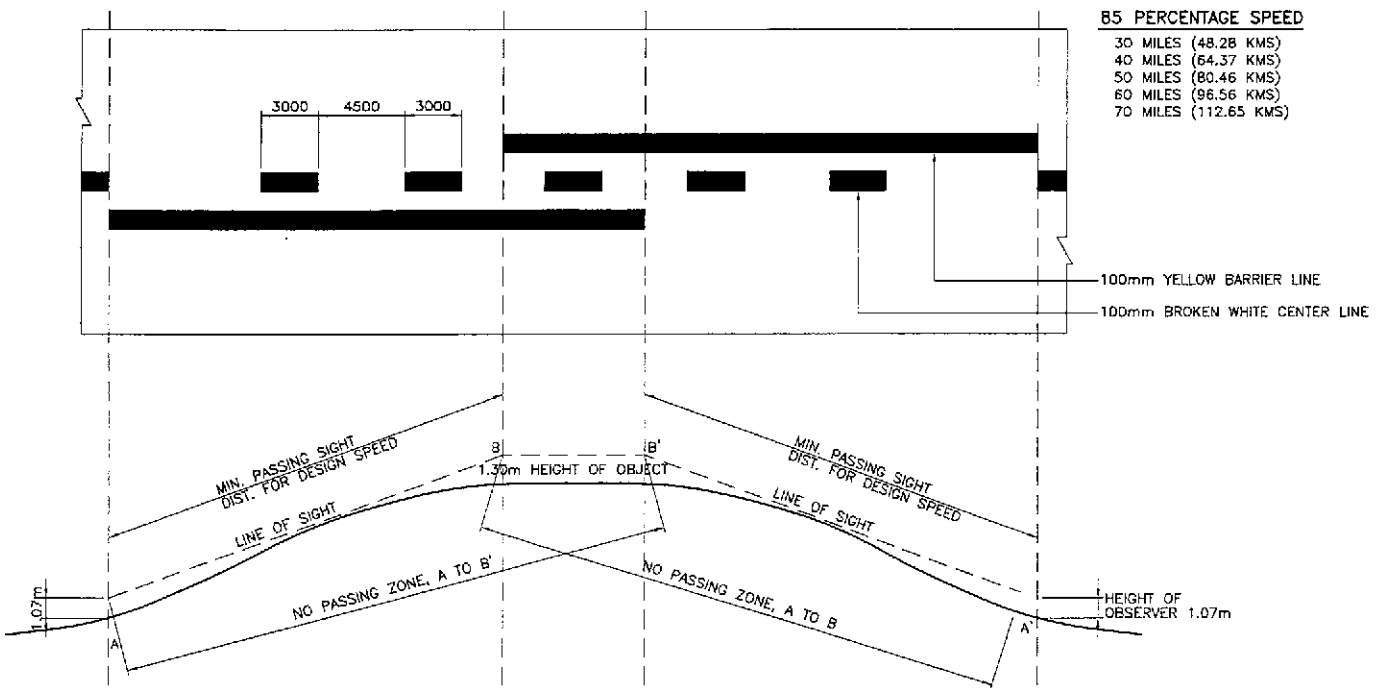 85 PERCENTAGE SPEED
30 MILES (48.28 KMS)
40 MILES (64.37 KMS)
50 MILES (80.46 KMS)
60 MILES (96.56 KMS)
70 MILES (112.65 KMS)
3000 4500 3000
100mm YELLOW BARRIER LINE
100mm BROKEN WHITE CENTER LINE
MIN. PASSING SIGHT
DIST. FOR DESIGN SPEED
LINE OF SIGHT
B B'
1.30m HEIGHT OF OBJECT
MIN. PASSING SIGHT
DIST. FOR DESIGN SPEED
LINE OF SIGHT
NO PASSING ZONE, A TO B'
NO PASSING ZONE, A TO B
1.07m
A
A'
HEIGHT OF
OBSERVER 1.07m